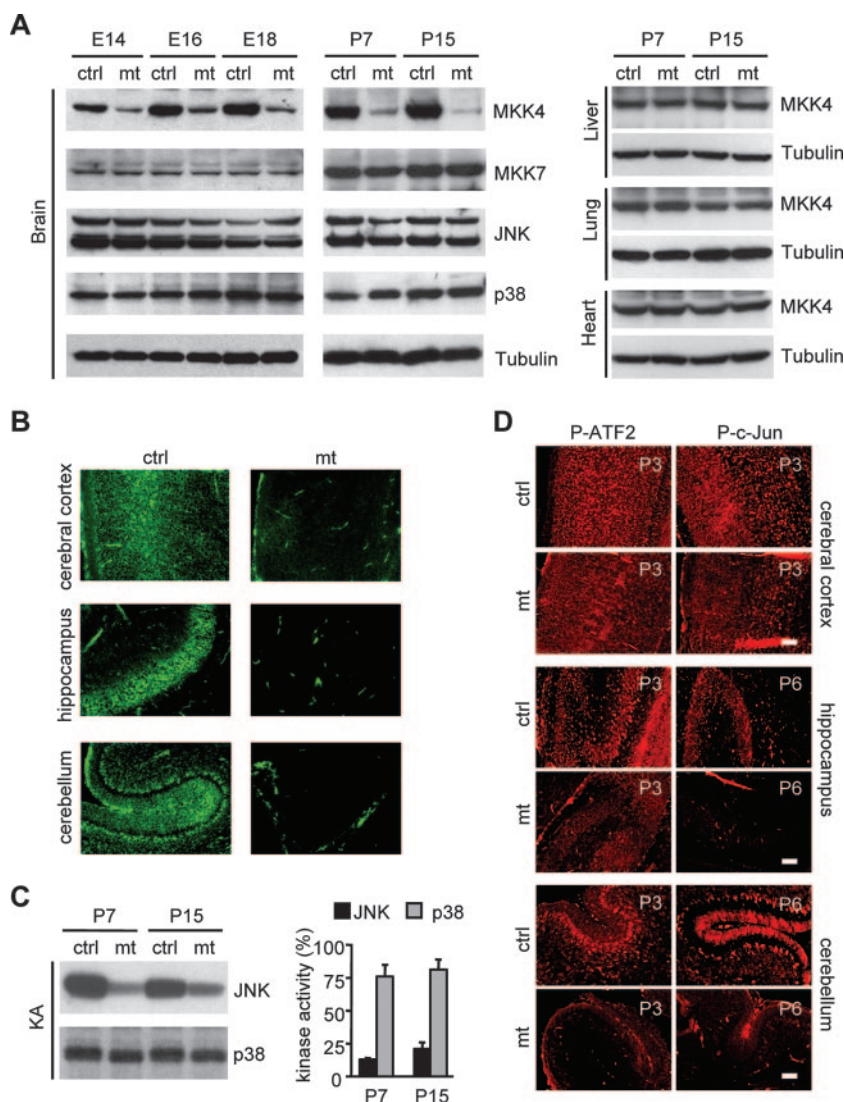 A
E14 E16 E18 P7 P15 P7 P15
ctrl mt ctrl mt ctrl mt ctrl mt ctrl mt ctrl mt ctrl mt
Brain
MKK4
MKK7
JNK
p38
Tubulin
Liver
MKK4
Tubulin
Lung
MKK4
Tubulin
Heart
MKK4
Tubulin
B
ctrl mt
cerebral cortex
hippocampus
cerebellum
C
P7 P15
ctrl mt ctrl mt
KA
JNK
p38
JNK p38
kinase activity (%)
100
75
50
25
P7 P15
D
P-ATF2 P-c-Jun
ctrl P3 P3
mt P3 P3
cerebral cortex
ctrl P3 P6
mt P3 P6
hippocampus
ctrl P3 P6
mt P3 P6
cerebellum